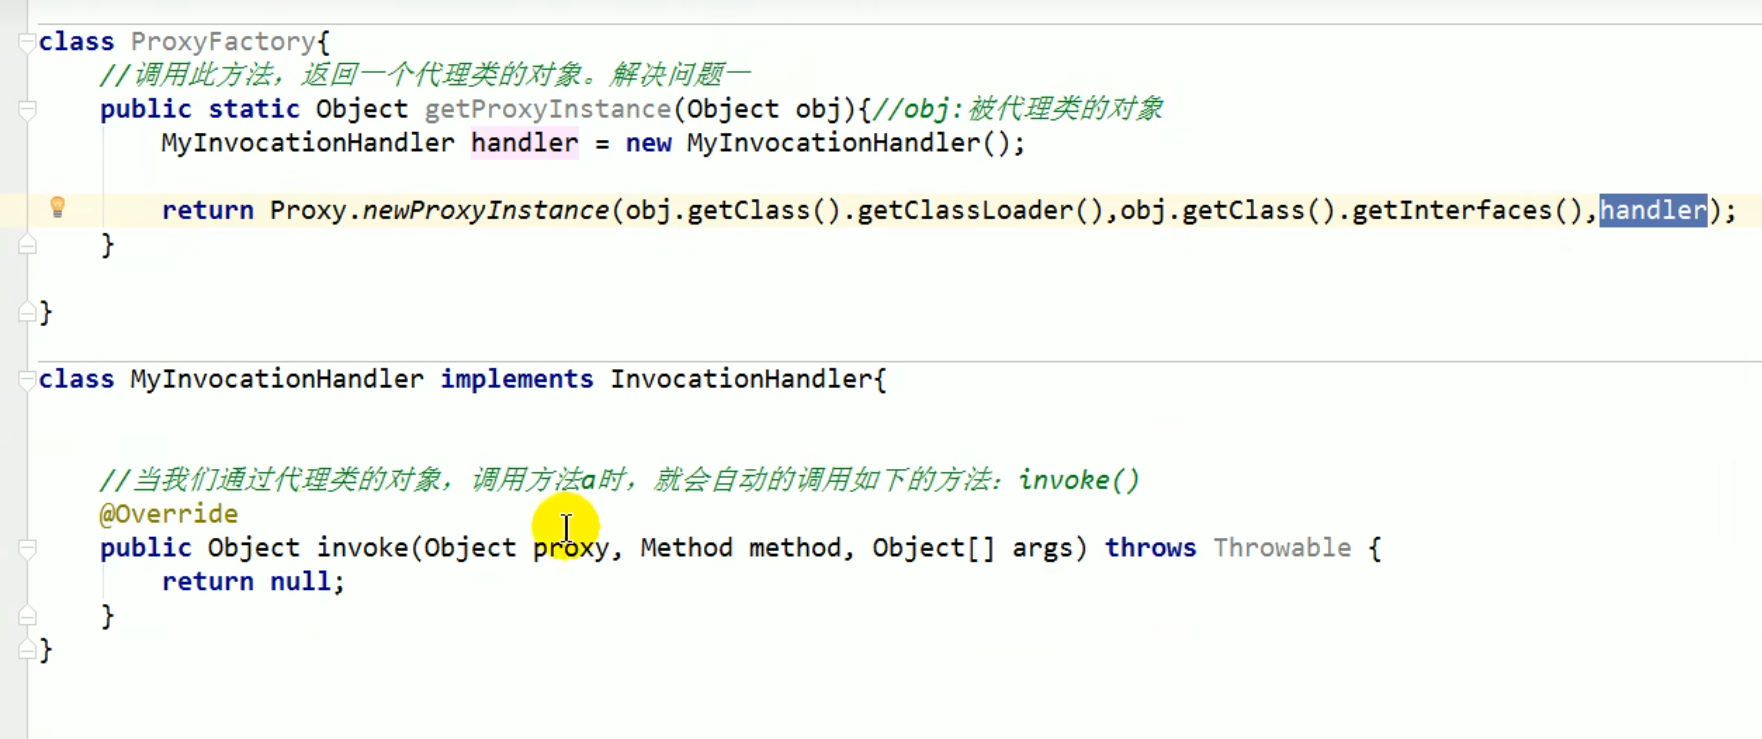 class ProxyFactory{
//调用此方法，返回一个代理类的对象。解决问题一
public static Object getProxyInstance(Object obj){//obj:被代理类的对象
MyInvocationHandler handler = new MyInvocationHandler();
return Proxy.newProxyInstance(obj.getClass().getClassLoader(),obj.getClass().getInterfaces(),handler);
}
}
class MyInvocationHandler implements InvocationHandler{
//当我们通过代理类的对象，调用方法a时，就会自动的调用如下的方法：invoke()
@Override
public Object invoke(Object proxy, Method method, Object[] args) throws Throwable {
return null;
}
}